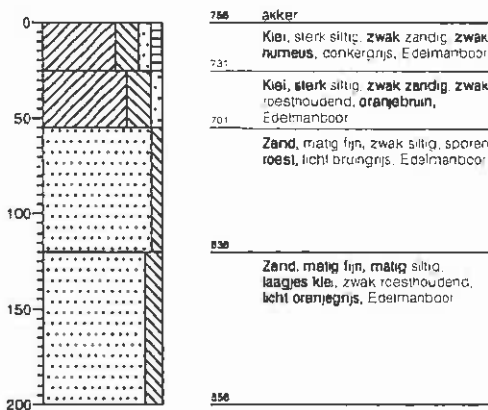 0
756 akker
Klei, sterk siltig, zwak zandig, zwak
humeus, donkergrijs, Edelmanboor
731
Klei, sterk siltig, zwak zandig, zwak
roesthoudend, oranjebruin,
Edelmanboor
50
701
Zand, matig fijn, zwak siltig, sporen
roest, licht bruingrijs, Edelmanboor
100
636
Zand, matig fijn, matig siltig,
laagjes klei, zwak roesthoudend,
licht oranjegrijs, Edelmanboor
150
200
556